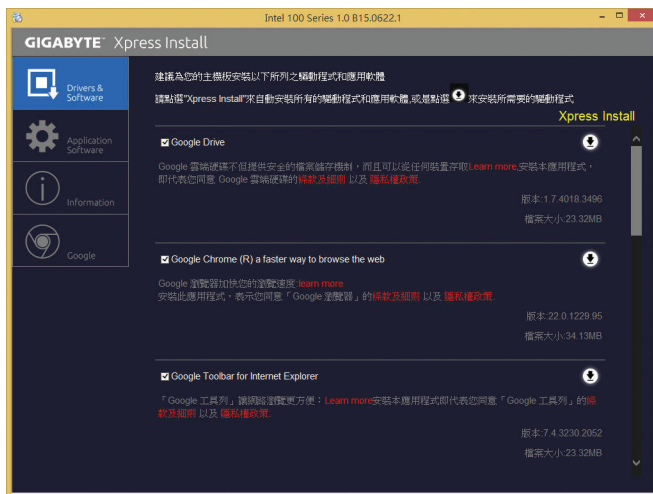 Intel 100 Series 1.0 B15.0622.1
GIGABYTE™ Xpress Install
Drivers &
Software
Application
Software
Information
Google
建議為您的主機板安裝以下所列之驅動程式和應用軟體
請點選"Xpress Install"來自動安裝所有的驅動程式和應用軟體,或是點選 來安裝所需要的驅動程式
Xpress Install
Google Drive
Google 雲端硬碟不但提供安全的檔案儲存機制，而且可以從任何裝置存取Learn more,安裝本應用程式，
即代表您同意 Google 雲端硬碟的條款及細則 以及 隱私權政策.
版本:1.7.4018.3496
檔案大小:23.32MB
Google Chrome (R) a faster way to browse the web
Google 瀏覽器加快您的瀏覽速度 learn more
安裝此應用程式，表示您同意「Google 瀏覽器」的條款及細則 以及 隱私權政策.
版本:22.0.1229.95
檔案大小:34.13MB
Google Toolbar for Internet Explorer
「Google 工具列」讓網路瀏覽更方便：Learn more安裝本應用程式即代表您同意「Google 工具列」的條
款及細則 以及 隱私權政策.
版本:7.4.3230.2052
檔案大小:23.32MB